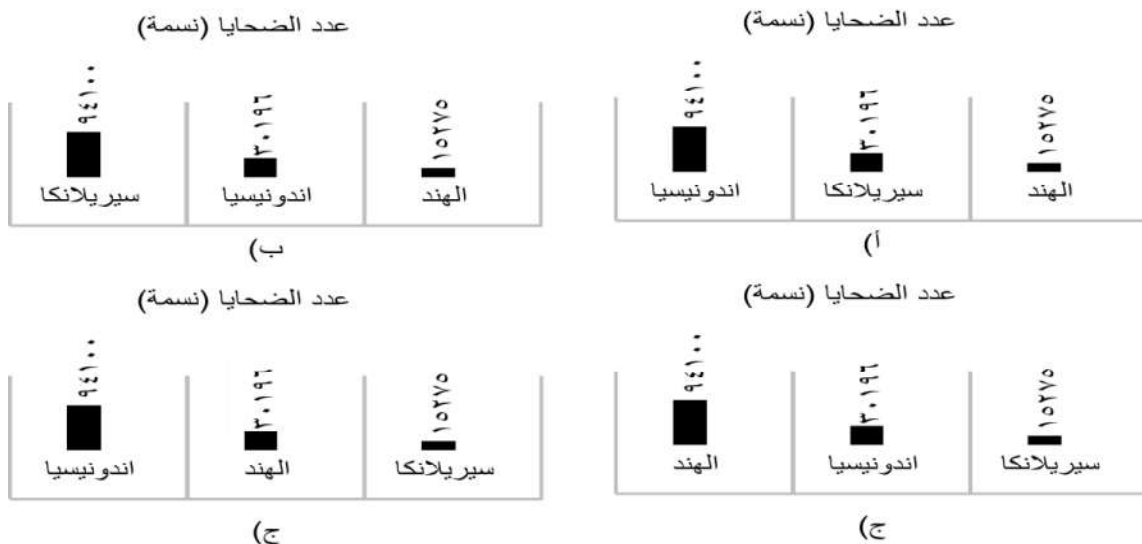 عدد الضحايا (نسمة)
٩٤١٠٠
٣٠١٩٦
١٥٢٧٥
اندونيسيا
سيريلانكا
الهند
أ)
عدد الضحايا (نسمة)
٩٤١٠٠
٣٠١٩٦
١٥٢٧٥
سيريلانكا
اندونيسيا
الهند
ب)
عدد الضحايا (نسمة)
٩٤١٠٠
٣٠١٩٦
١٥٢٧٥
الهند
اندونيسيا
سيريلانكا
ج)
عدد الضحايا (نسمة)
٩٤١٠٠
٣٠١٩٦
١٥٢٧٥
اندونيسيا
الهند
سيريلانكا
ج)